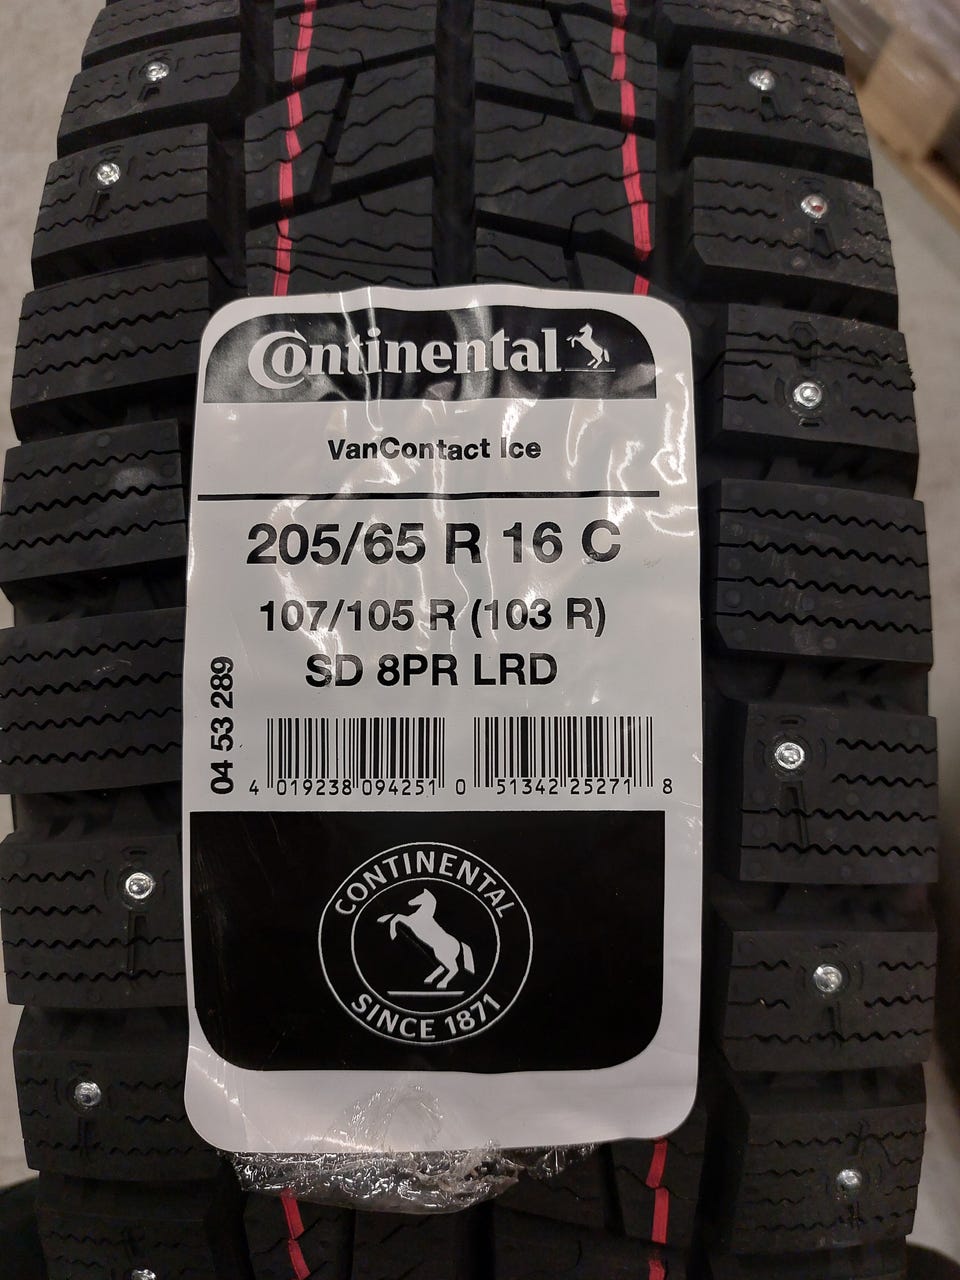 Continental
VanContact Ice
205/65 R 16 C
107/105 R (103 R)
SD 8PR LRD
04 53 289
4 019238 094251 0 51342 25271 8
CONTINENTAL
SINCE 1871